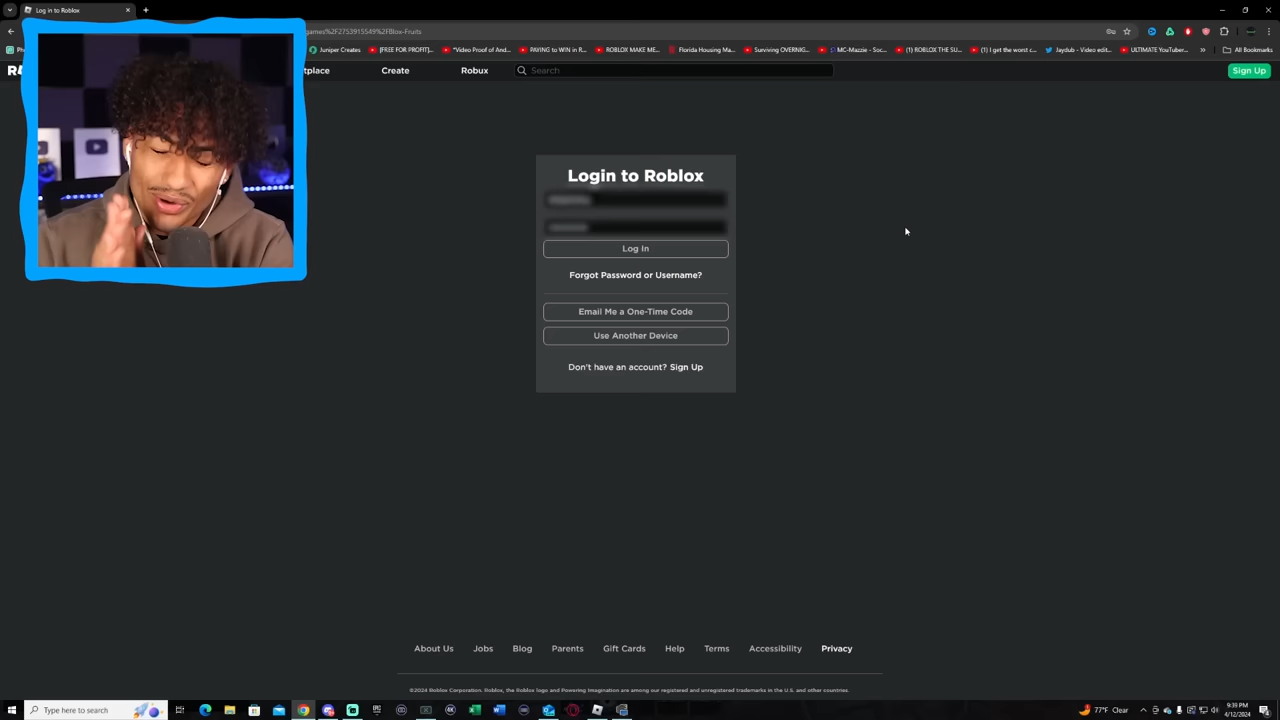 Log in to Roblox
games%2F2753915549%2FBlox-Fruits
Juniper Creates
[FREE FOR PROFIT]...
"Video Proof of And...
PAYING to WIN in R...
ROBLOX MAKE ME...
Florida Housing Ma...
Surviving OVERNIG...
MC-Mazzie - Soc...
(1) ROBLOX THE SU...
(1) I get the worst c...
Jaydub - Video edit...
ULTIMATE YouTuber...
All Bookmarks
Create
Robux
Search
Sign Up
Login to Roblox
Log In
Forgot Password or Username?
Email Me a One-Time Code
Use Another Device
Don't have an account? Sign Up
About Us
Jobs
Blog
Parents
Gift Cards
Help
Terms
Accessibility
Privacy
©2024 Roblox Corporation. Roblox, the Roblox logo and Powering Imagination are among our registered and unregistered trademarks in the U.S. and other countries.
Type here to search
77°F Clear
9:39 PM
4/12/2024